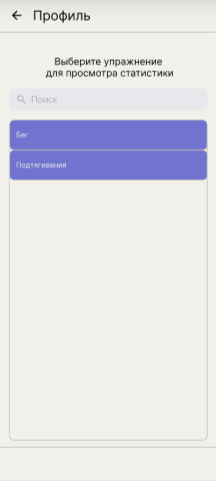 Профиль
Выберите упражнение
для просмотра статистики
Поиск
Бег
Подтягивания